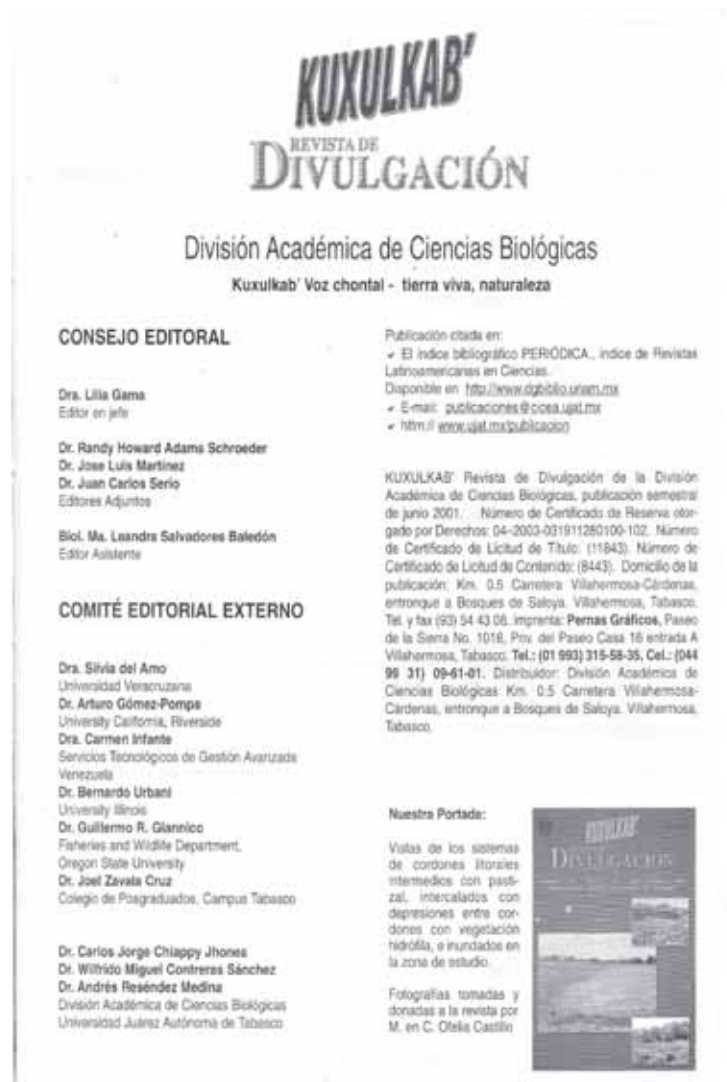 KUXULKAB'
REVISTA DE
DIVULGACIÓN
División Académica de Ciencias Biológicas
Kuxulkab' Voz chontal - tierra viva, naturaleza
CONSEJO EDITORAL
Dra. Lilia Gama
Editor en jefe
Dr. Randy Howard Adams Schroeder
Dr. Jose Luis Martínez
Dr. Juan Carlos Serio
Editores Adjuntos
Biol. Ma. Leandra Salvadores Baledón
Editor Asistente
COMITÉ EDITORIAL EXTERNO
Dra. Silvia del Amo
Universidad Veracruzana
Dr. Arturo Gómez-Pompa
University California, Riverside
Dra. Carmen Infante
Servicios Tecnológicos de Gestión Avanzada
Venezuela
Dr. Bernardo Urbani
University Illinois
Dr. Guillermo R. Giannico
Fisheries and Wildlife Department,
Oregon State University
Dr. Joel Zavala Cruz
Colegio de Posgraduados, Campus Tabasco
Dr. Carlos Jorge Chiappy Jhones
Dr. Wilfrido Miguel Contreras Sánchez
Dr. Andrés Reséndez Medina
División Académica de Ciencias Biológicas
Universidad Juárez Autónoma de Tabasco
Publicación citada en:
El índice bibliográfico PERIÓDICA., índice de Revistas
Latinoamericanas en Ciencias.
Disponible en http://www.dgbiblio.unam.mx
E-mail: publicaciones@cicea.ujat.mx
www.ujat.mx/publicacion
KUXULKAB' Revista de Divulgación de la División
Académica de Ciencias Biológicas, publicación semestral
de junio 2001. Número de Certificado de Reserva otor-
gado por Derechos: 04-2003-031911280100-102. Número
de Certificado de Licitud de Título: (11843). Número de
Certificado de Licitud de Contenido: (8443). Domicilio de la
publicación: Km. 0.5 Carretera Villahermosa-Cárdenas,
entronque a Bosques de Saloya. Villahermosa, Tabasco.
Tel. y fax (93) 54 43 08. Imprenta: Pernas Gráficos, Paseo
de la Sierra No. 1018, Priv. del Paseo Casa 16 entrada A
Villahermosa, Tabasco. Tel.: (01 993) 315-58-35, Cel.: (044
99 31) 09-61-01. Distribuidor: División Académica de
Ciencias Biológicas Km. 0.5 Carretera Villahermosa-
Cárdenas, entronque a Bosques de Saloya. Villahermosa,
Tabasco.
Nuestra Portada:
Vistas de los sistemas
de cordones litorales
intermedios con pasti-
zal, intercalados con
depresiones entre cor-
dones con vegetación
hidrófila, e inundados en
la zona de estudio.
Fotografías tomadas y
donadas a la revista por
M. en C. Ofelia Castillo
KUXULKAB'
DIVULGACIÓN